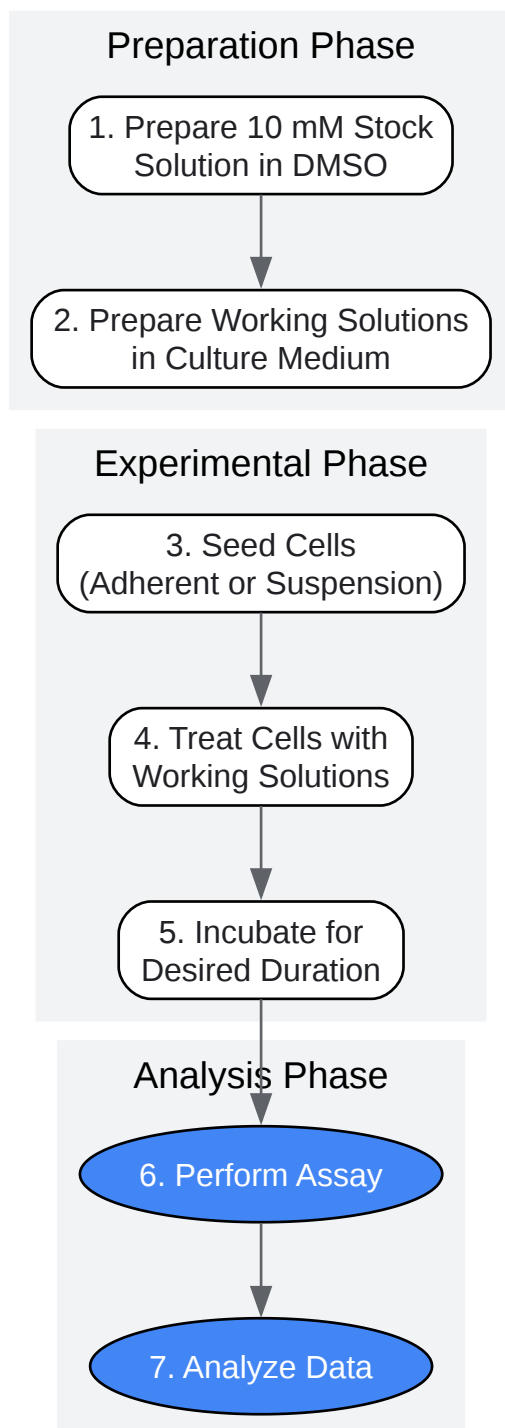 Preparation Phase
1. Prepare 10 mM Stock
Solution in DMSO
2. Prepare Working Solutions
in Culture Medium
Experimental Phase
3. Seed Cells
(Adherent or Suspension)
4. Treat Cells with
Working Solutions
5. Incubate for
Desired Duration
Analysis Phase
6. Perform Assay
7. Analyze Data